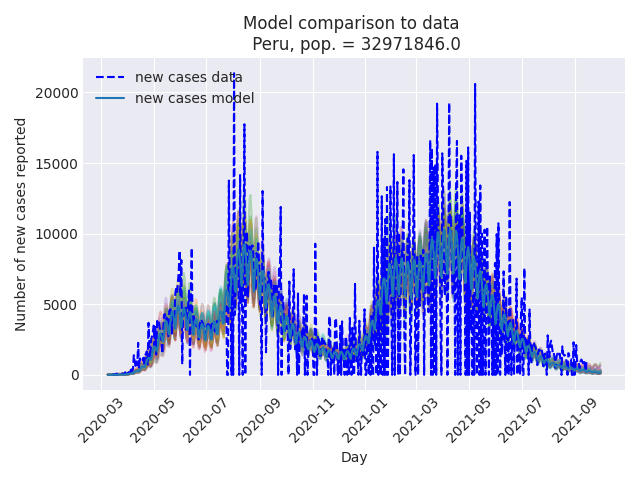 Model comparison to data
Peru, pop. = 32971846.0
new cases data
new cases model
Number of new cases reported
20000
15000
10000
5000
0
2020-03
2020-05
2020-07
2020-09
2020-11
2021-01
2021-03
2021-05
2021-07
2021-09
Day